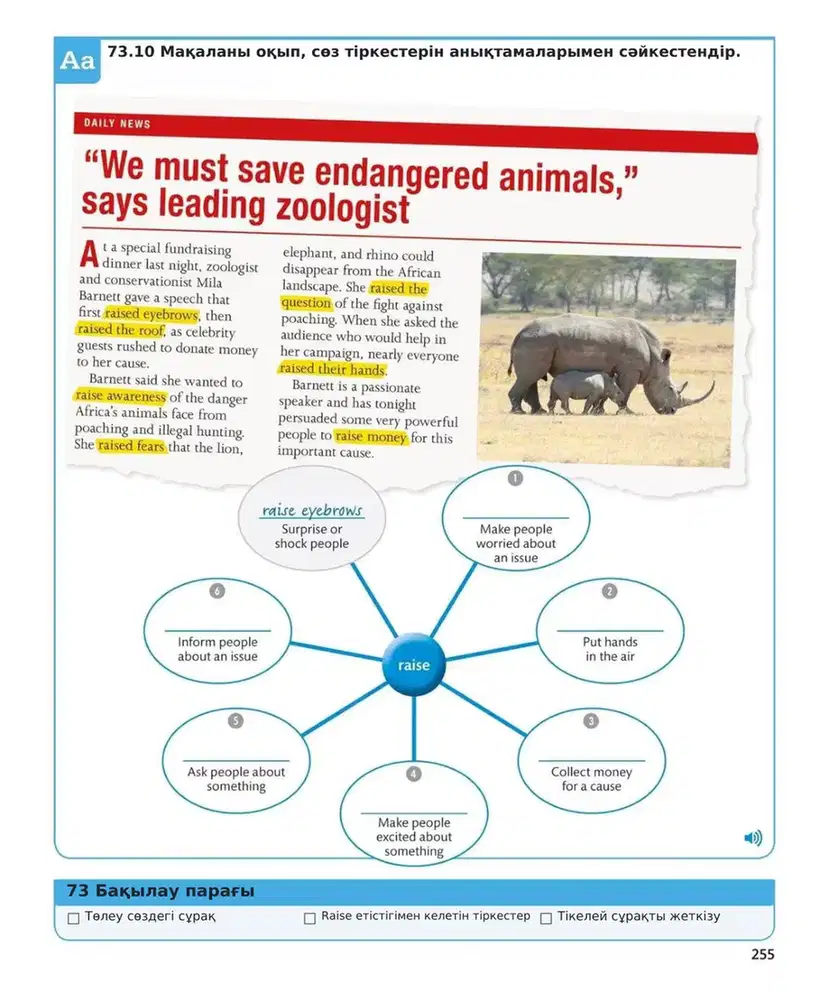 Aa
73.10 Мақаланы оқып, сөз тіркестерін анықтамаларымен сәйкестендір.
DAILY NEWS
“We must save endangered animals,”
says leading zoologist
At a special fundraising
dinner last night, zoologist
and conservationist Mila
Barnett gave a speech that
first raised eyebrows, then
raised the roof, as celebrity
guests rushed to donate money
to her cause.
Barnett said she wanted to
raise awareness of the danger
Africa's animals face from
poaching and illegal hunting.
She raised fears that the lion,
elephant, and rhino could
disappear from the African
landscape. She raised the
question of the fight against
poaching. When she asked the
audience who would help in
her campaign, nearly everyone
raised their hands.
Barnett is a passionate
speaker and has tonight
persuaded some very powerful
people to raise money for this
important cause.
raise eyebrows
Surprise or
shock people
1
Make people
worried about
an issue
6
Inform people
about an issue
2
Put hands
in the air
raise
5
Ask people about
something
3
Collect money
for a cause
4
Make people
excited about
something
73 Бақылау парағы
Төлеу сөздегі сұрақ
Raise етістігімен келетін тіркестер
Тікелей сұрақты жеткізу
255